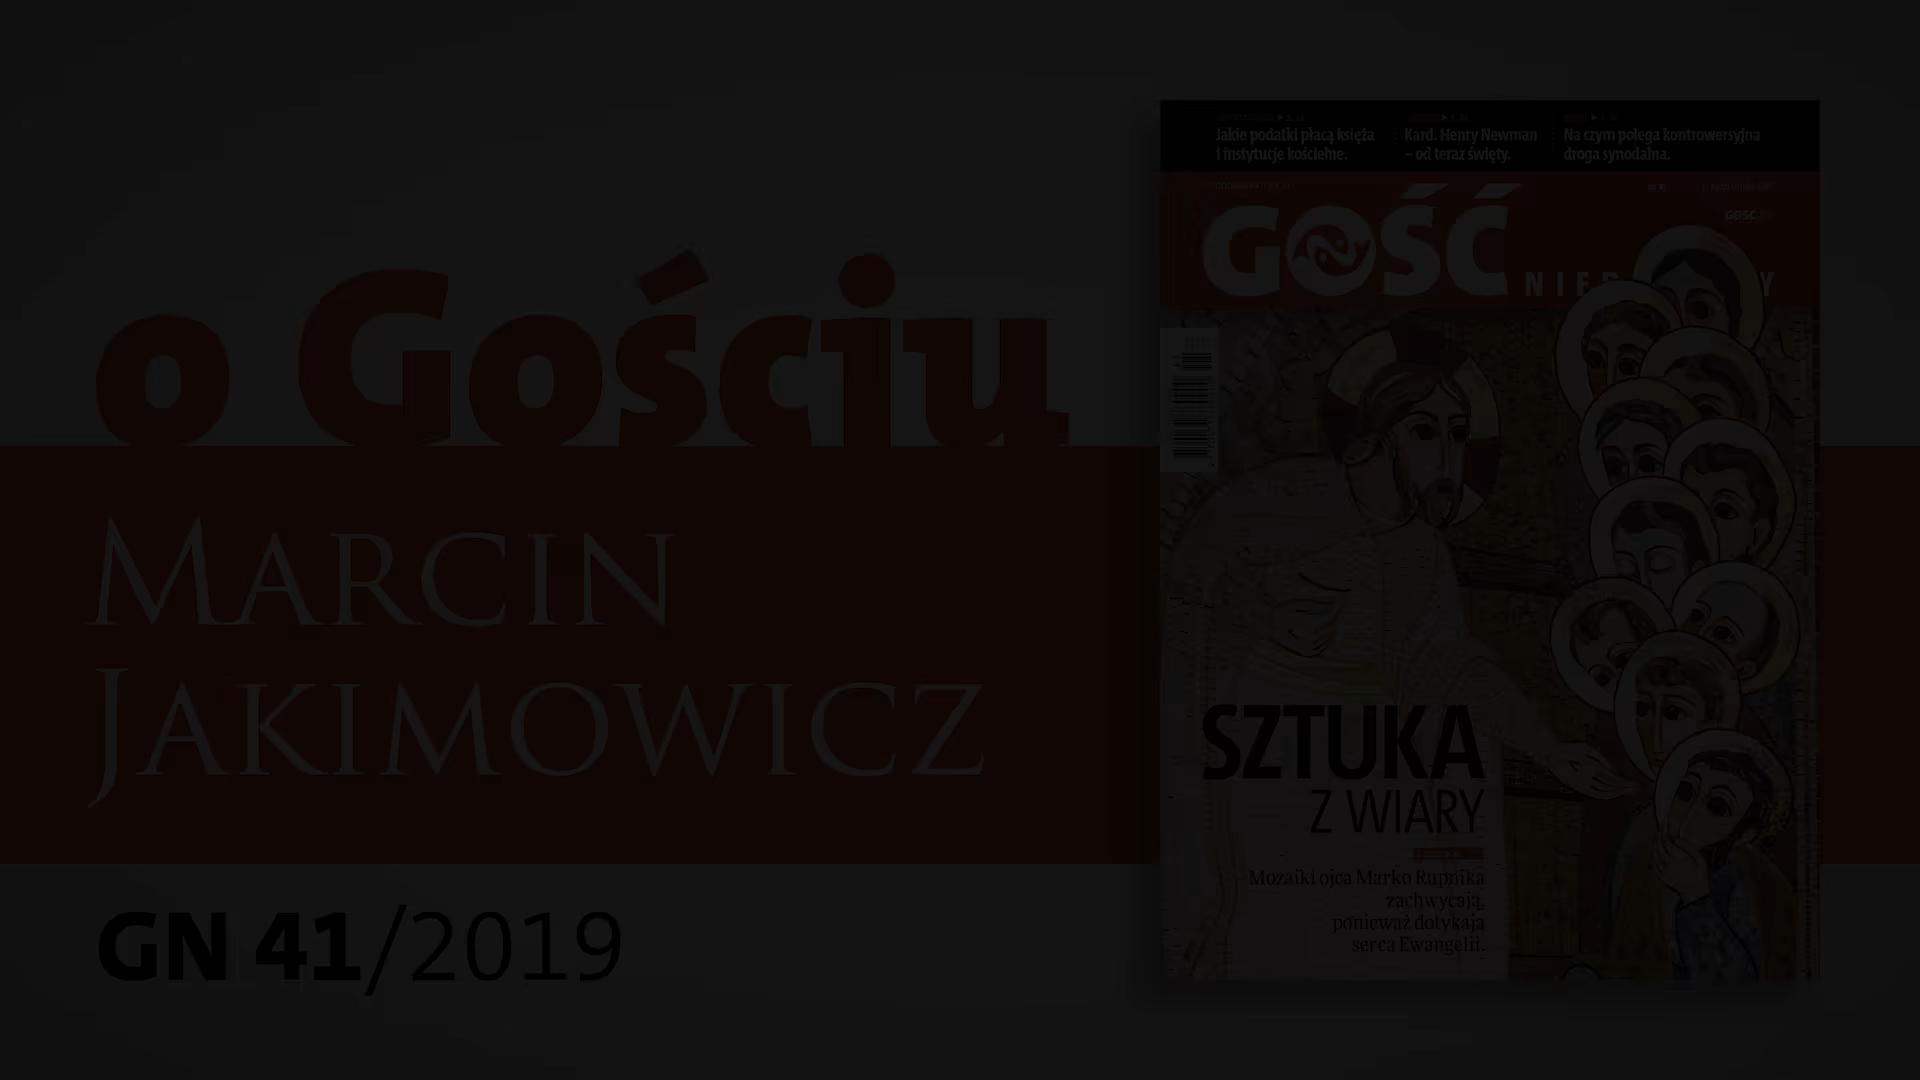 o Gościu
MARCIN
JAKIMOWICZ
GN 41/2019
Jakie podatki płacą księża
i instytucje kościelne.
Kard. Henry Newman
– od teraz święty.
Na czym polega kontrowersyjna
droga synodalna.
GOŚĆ
SZTUKA
Z WIARY
Mozaiki ojca Marko Rupnika
zachwycają,
ponieważ dotykają
serca Ewangelii.